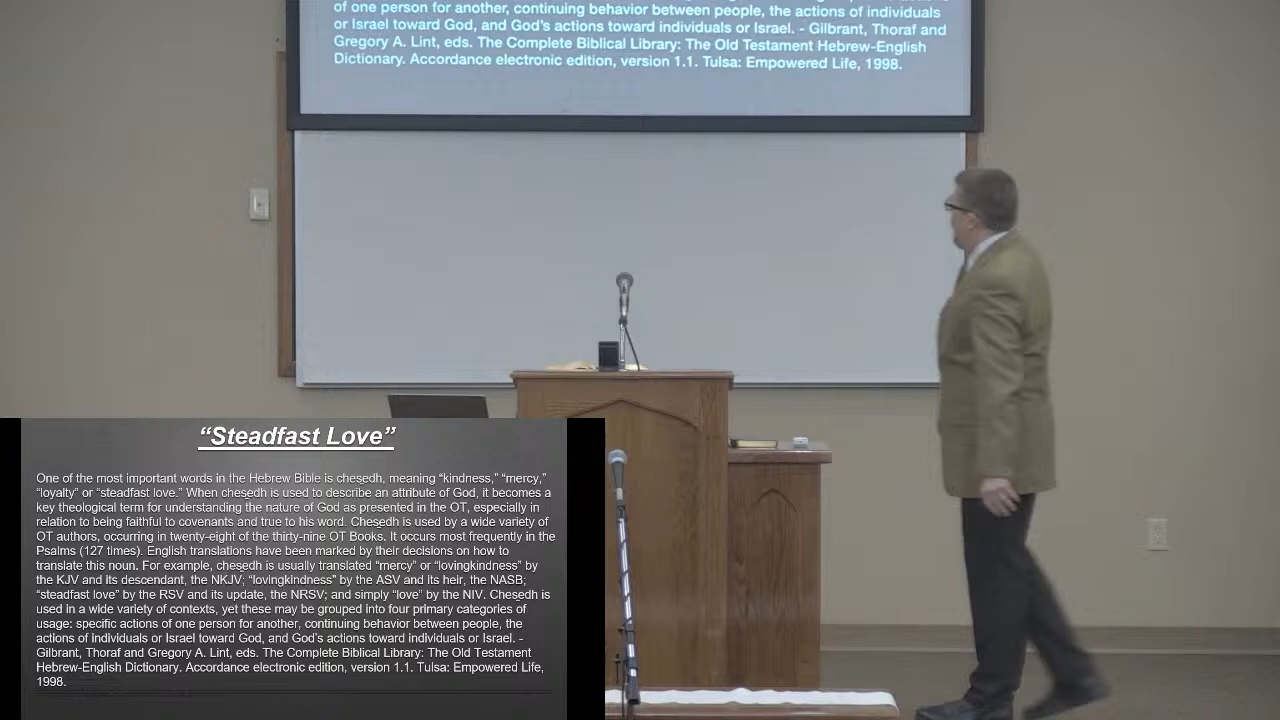 of one person for another, continuing behavior between people, the actions of individuals
or Israel toward God, and God's actions toward individuals or Israel. - Gilbrant, Thoraf and
Gregory A. Lint, eds. The Complete Biblical Library: The Old Testament Hebrew-English
Dictionary. Accordance electronic edition, version 1.1. Tulsa: Empowered Life, 1998.
“Steadfast Love”
One of the most important words in the Hebrew Bible is cheṣedh, meaning “kindness,” “mercy,”
“loyalty” or “steadfast love.” When cheṣedh is used to describe an attribute of God, it becomes a
key theological term for understanding the nature of God as presented in the OT, especially in
relation to being faithful to covenants and true to his word. Cheṣedh is used by a wide variety of
OT authors, occurring in twenty-eight of the thirty-nine OT Books. It occurs most frequently in the
Psalms (127 times). English translations have been marked by their decisions on how to
translate this noun. For example, cheṣedh is usually translated “mercy” or “lovingkindness” by
the KJV and its descendant, the NKJV; “lovingkindness” by the ASV and its heir, the NASB;
“steadfast love” by the RSV and its update, the NRSV; and simply “love” by the NIV. Cheṣedh is
used in a wide variety of contexts, yet these may be grouped into four primary categories of
usage: specific actions of one person for another, continuing behavior between people, the
actions of individuals or Israel toward God, and God's actions toward individuals or Israel. -
Gilbrant, Thoraf and Gregory A. Lint, eds. The Complete Biblical Library: The Old Testament
Hebrew-English Dictionary. Accordance electronic edition, version 1.1. Tulsa: Empowered Life,
1998.